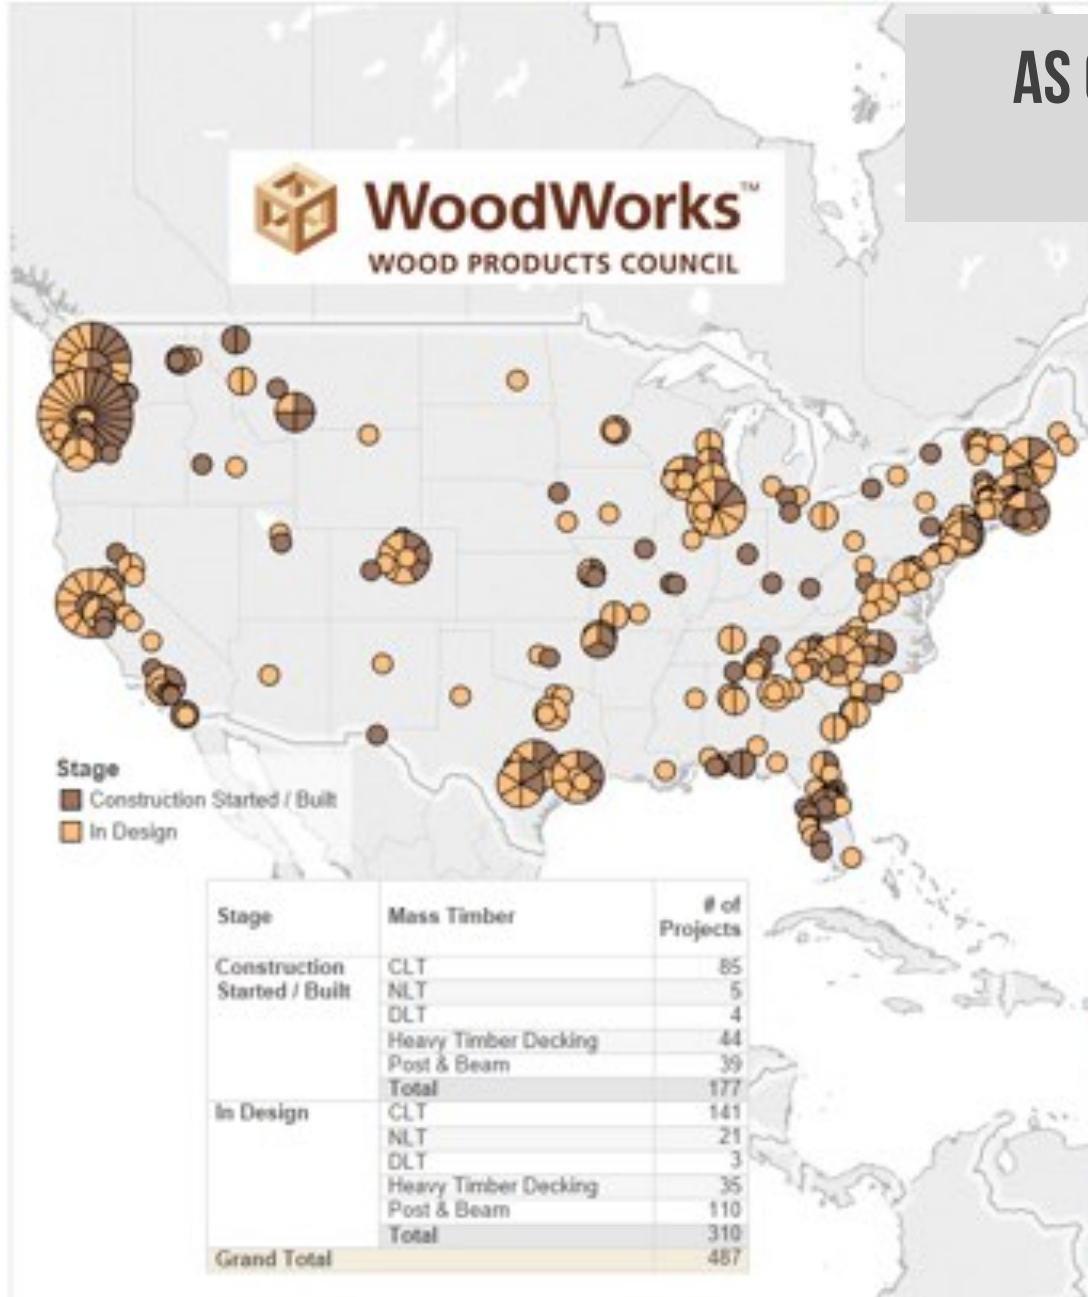 AS
WoodWorks™
WOOD PRODUCTS COUNCIL
Stage
Construction Started / Built
In Design
Stage Mass Timber # of Projects
Construction Started / Built CLT 85
NLT 5
DLT 4
Heavy Timber Decking 44
Post & Beam 39
Total 177
In Design CLT 141
NLT 21
DLT 3
Heavy Timber Decking 35
Post & Beam 110
Total 310
Grand Total 487